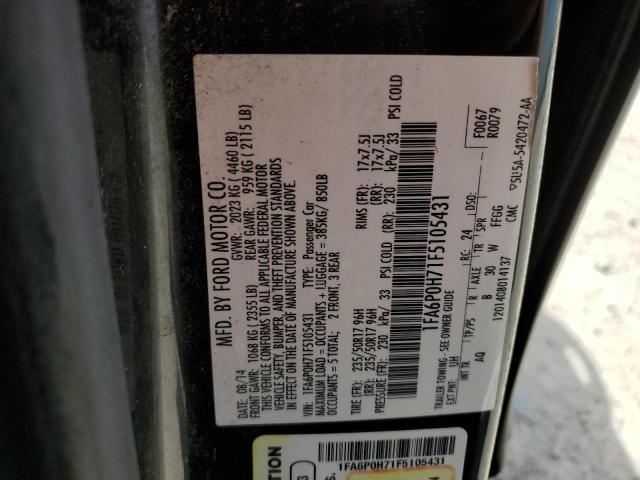 MFD. BY FORD MOTOR CO.
DATE: 08/14 GVWR: 2023 KG ( 4460 LB)
FRONT GAWR: 1068 KG ( 2355 LB) REAR GAWR: 959 KG ( 2115 LB)
THIS VEHICLE CONFORMS TO ALL APPLICABLE FEDERAL MOTOR
VEHICLE SAFETY, BUMPER, AND THEFT PREVENTION STANDARDS
IN EFFECT ON THE DATE OF MANUFACTURE SHOWN ABOVE.
VIN: 1FA6P0H71F5105431 TYPE: Passenger Car
MAXIMUM LOAD = OCCUPANTS + LUGGAGE = 385KG/ 850LB
OCCUPANTS = 5 TOTAL: 2 FRONT, 3 REAR
TIRE (FR): 235/50R17 96H RIMS (FR): 17x7.5J
(RR): 235/50R17 96H (RR): 17x7.5J
PRESSURE (FR): 230 kPa/ 33 PSI COLD (RR): 230 kPa/ 33 PSI COLD
1FA6P0H71F5105431
TRAILER TOWING - SEE OWNER GUIDE
EXT PNT: UH RC: 24 DSO: F0067
INT TR TP/PS R AXLE TR SPR R0079
AQ B 30 W FFGG
12014080 14137 CMC 5U5A-5420472-AA
1FA6P0H71F5105431